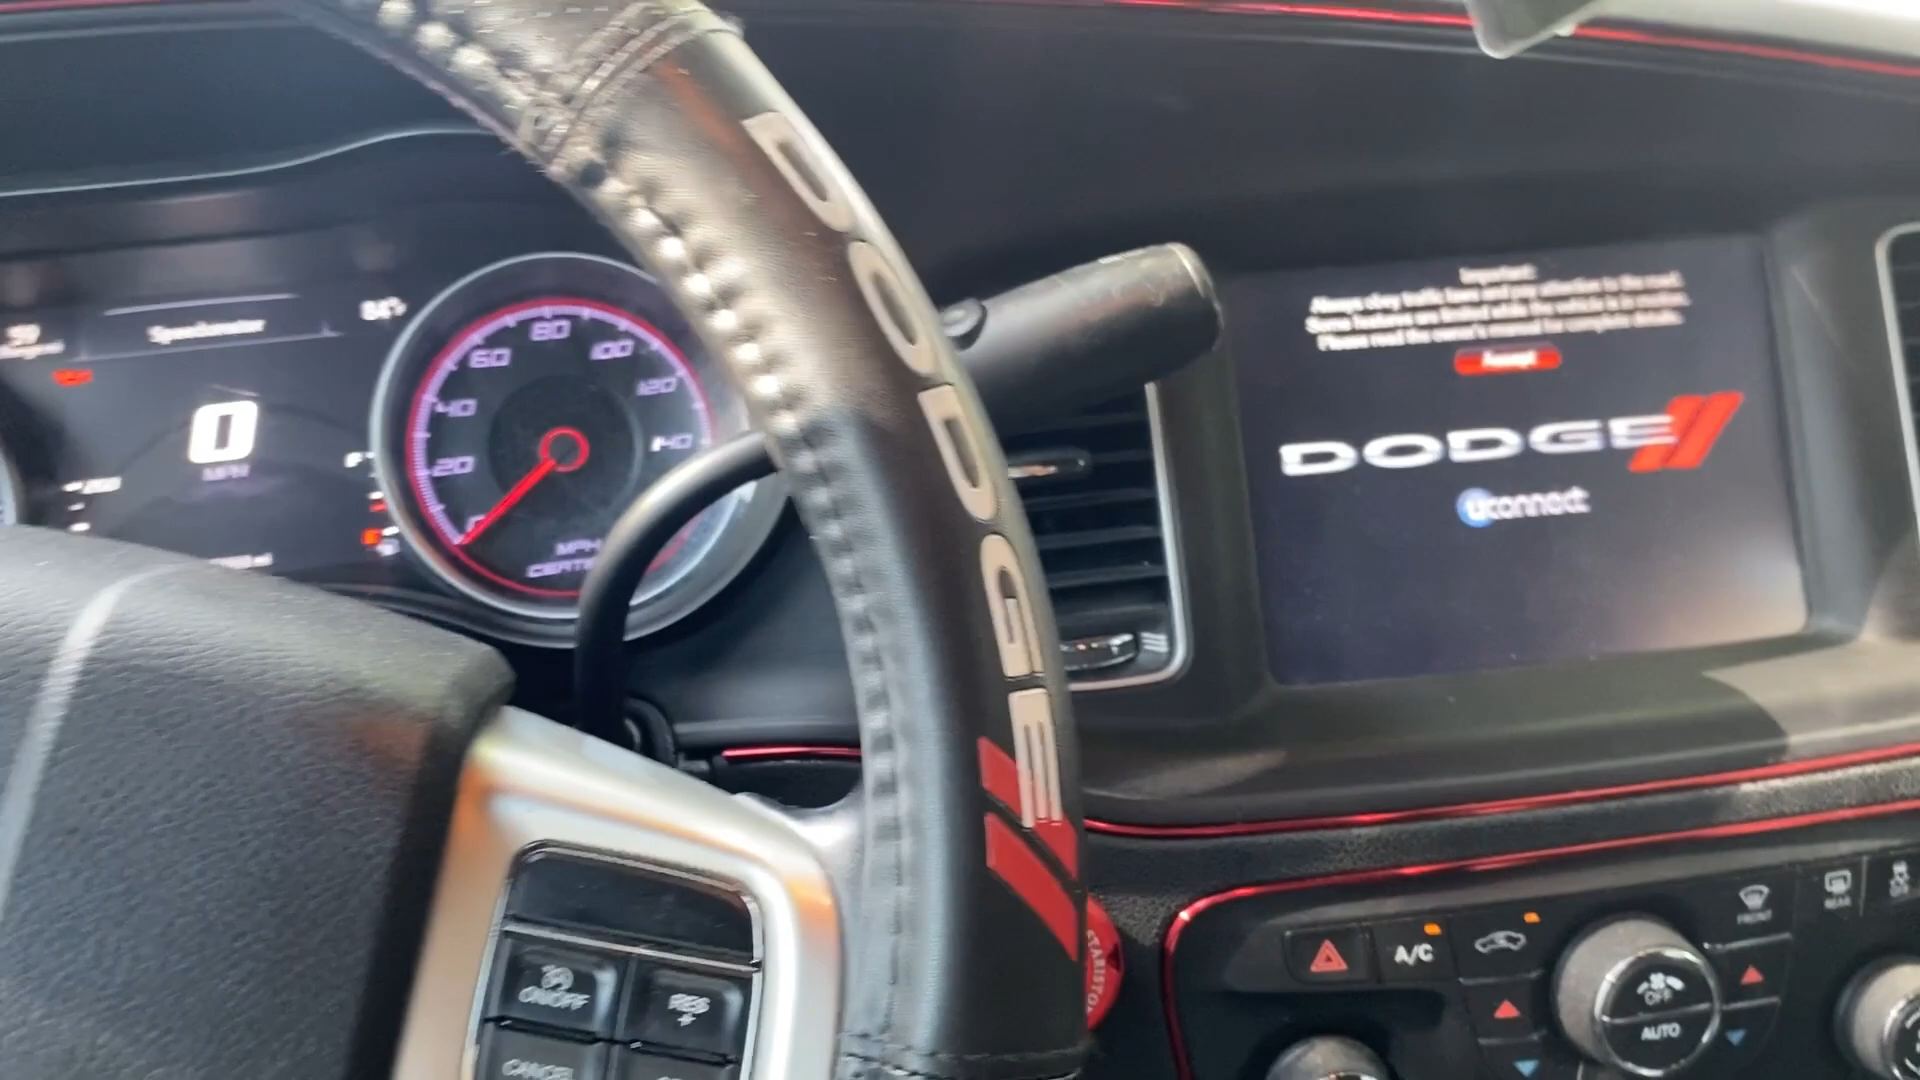 Speedometer
84°F
0
MPH
20
40
60
80
100
120
140
MPH
DODGE
Important:
Always obey traffic laws and pay attention to the road.
Some features are limited while the vehicle is in motion.
Please read the owner's manual for complete details.
Accept
DODGE
uconnect
ON/OFF
RES
+
CANCEL
A/C
OFF
AUTO
FRONT
REAR